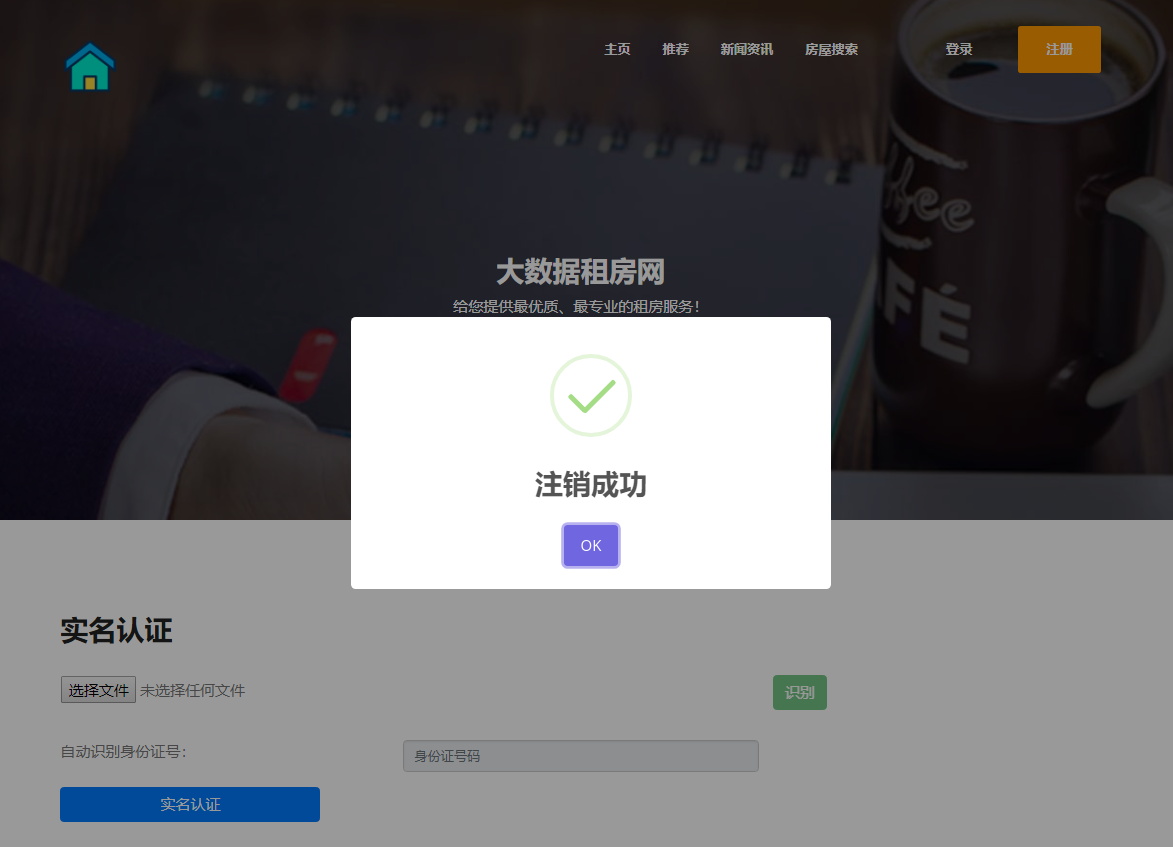 主页 推荐 新闻资讯 房屋搜索 登录 注册
大数据租房网
给您提供最优质、最专业的租房服务！
ffee
AFÉ
注销成功
OK
实名认证
选择文件 未选择任何文件 识别
自动识别身份证号： 身份证号码
实名认证